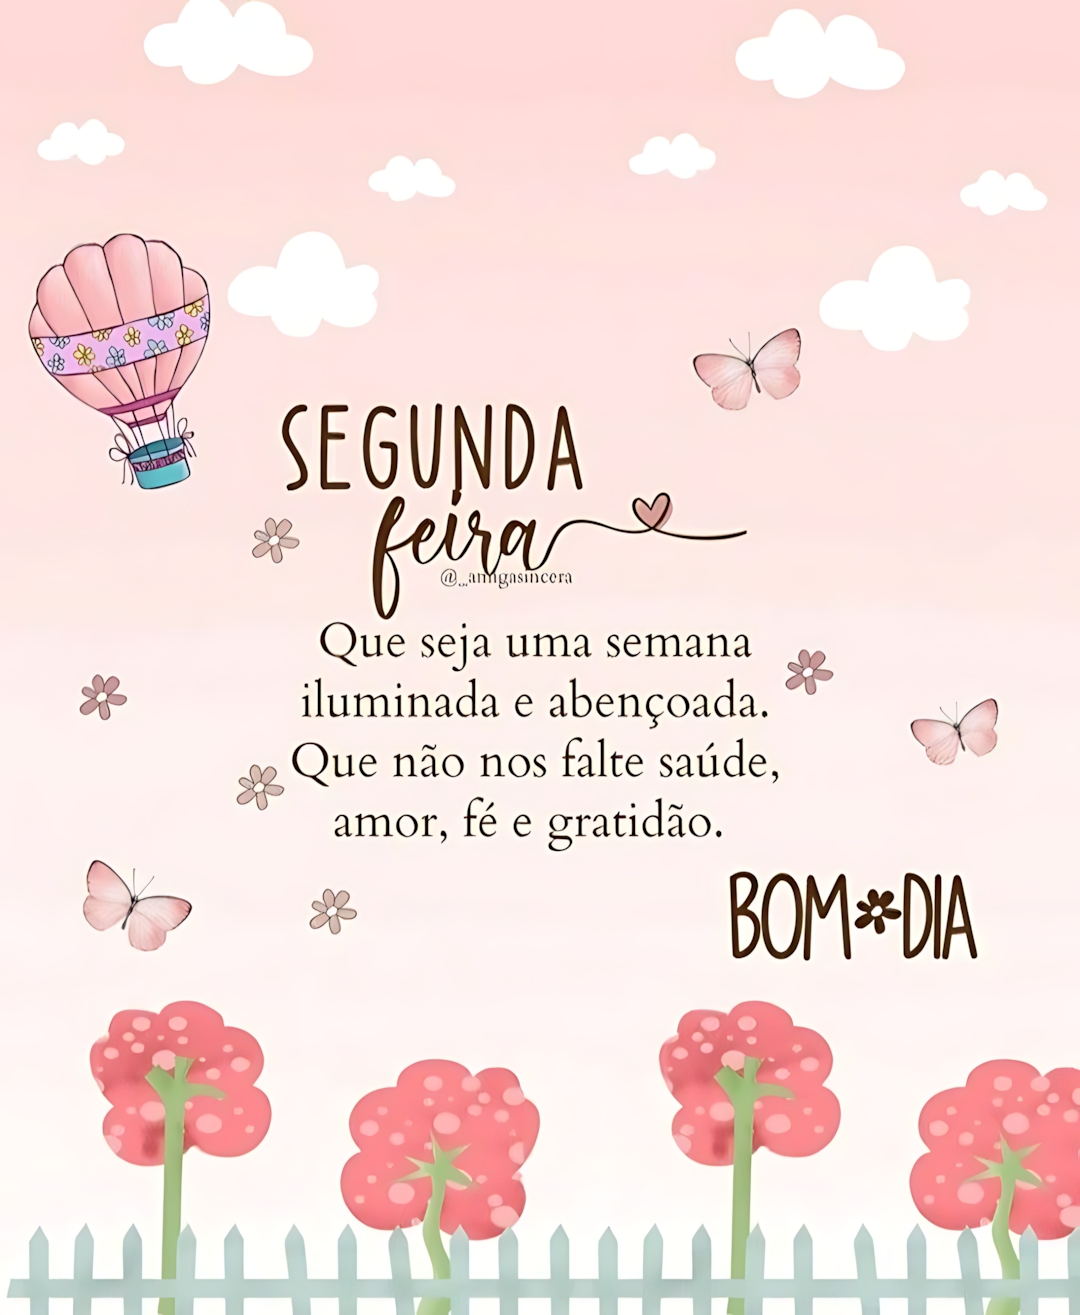 SEGUNDA
feira
@_amigasincera
Que seja uma semana
iluminada e abençoada.
Que não nos falte saúde,
amor, fé e gratidão.
BOM DIA